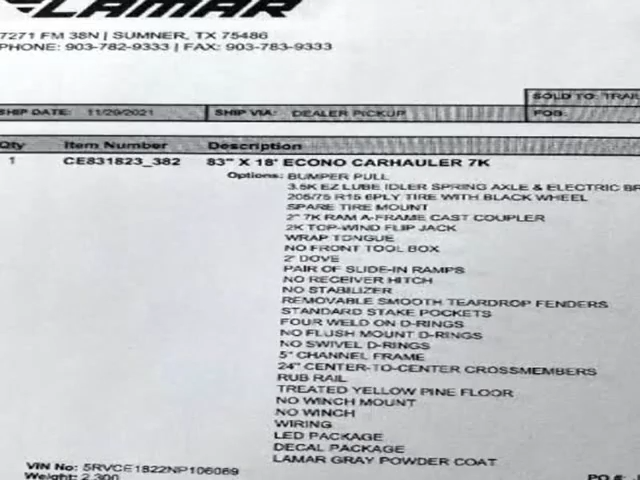 LAMAR
7271 FM 38N | SUMNER, TX 75486
PHONE: 903-782-9333 | FAX: 903-783-9333
SOLD TO: TRAIL
SHIP DATE: 11/29/2021 SHIP VIA: DEALER PICKUP FOB:
Qty Item Number Description
1 CE831823_382 83" X 18' ECONO CARHAULER 7K
Options: BUMPER PULL
3.5K EZ LUBE IDLER SPRING AXLE & ELECTRIC BR
205/75 R15 6PLY TIRE WITH BLACK WHEEL
SPARE TIRE MOUNT
2" 7K RAM A-FRAME CAST COUPLER
2K TOP-WIND FLIP JACK
WRAP TONGUE
NO FRONT TOOL BOX
2' DOVE
PAIR OF SLIDE-IN RAMPS
NO RECEIVER HITCH
NO STABILIZER
REMOVABLE SMOOTH TEARDROP FENDERS
STANDARD STAKE POCKETS
FOUR WELD ON D-RINGS
NO FLUSH MOUNT D-RINGS
NO SWIVEL D-RINGS
5" CHANNEL FRAME
24" CENTER-TO-CENTER CROSSMEMBERS
RUB RAIL
TREATED YELLOW PINE FLOOR
NO WINCH MOUNT
NO WINCH
WIRING
LED PACKAGE
DECAL PACKAGE
LAMAR GRAY POWDER COAT
VIN No: 5RVCE1822NP106069
Weight: 2,300 PO #: